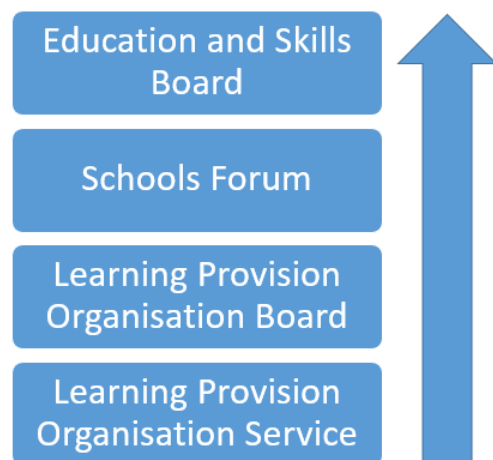 Education and Skills
Board
Schools Forum
Learning Provision
Organisation Board
Learning Provision
Organisation Service